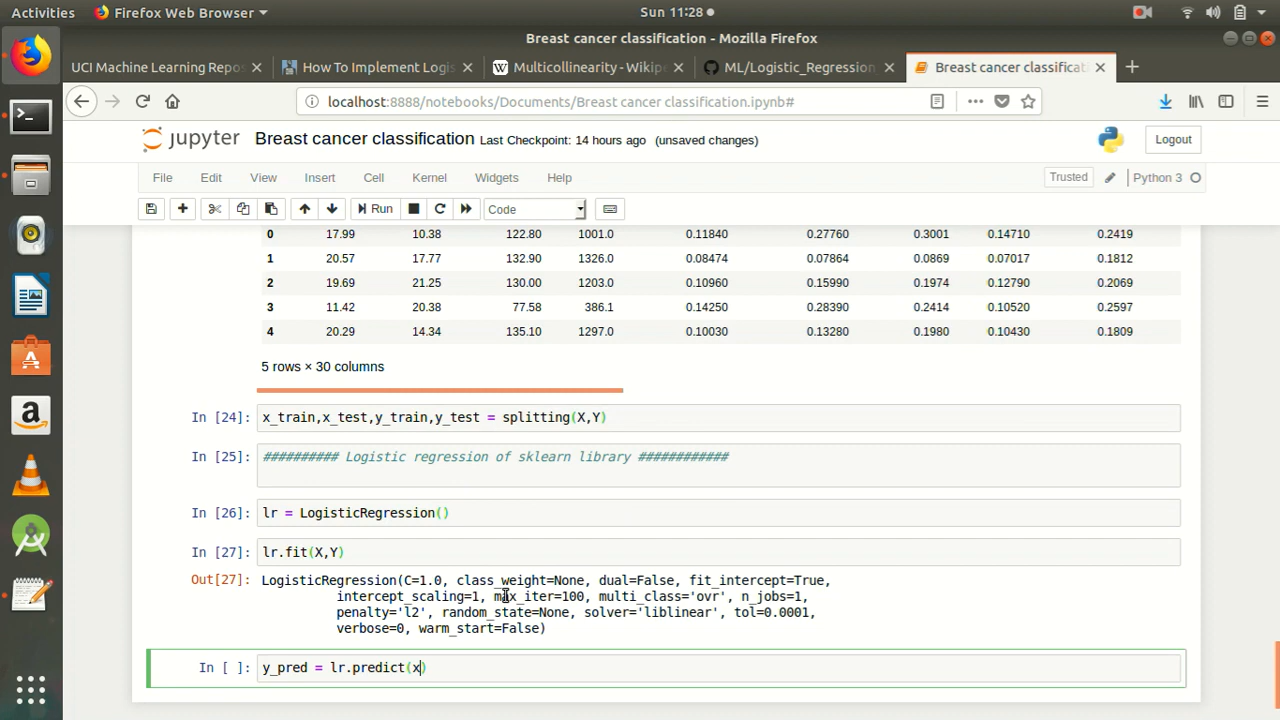 Activities Firefox Web Browser Sun 11:28
Breast cancer classification - Mozilla Firefox
UCI Machine Learning Repos How To Implement Logis Multicollinearity - Wikipe ML/Logistic_Regression Breast cancer classificati
localhost:8888/notebooks/Documents/Breast cancer classification.ipynb#
jupyter Breast cancer classification Last Checkpoint: 14 hours ago (unsaved changes) Logout
File Edit View Insert Cell Kernel Widgets Help Trusted Python 3
Run Code
0 17.99 10.38 122.80 1001.0 0.11840 0.27760 0.3001 0.14710 0.2419
1 20.57 17.77 132.90 1326.0 0.08474 0.07864 0.0869 0.07017 0.1812
2 19.69 21.25 130.00 1203.0 0.10960 0.15990 0.1974 0.12790 0.2069
3 11.42 20.38 77.58 386.1 0.14250 0.28390 0.2414 0.10520 0.2597
4 20.29 14.34 135.10 1297.0 0.10030 0.13280 0.1980 0.10430 0.1809
5 rows × 30 columns
In [24]: x_train,x_test,y_train,y_test = splitting(X,Y)
In [25]: ########## Logistic regression of sklearn library ############
In [26]: lr = LogisticRegression()
In [27]: lr.fit(X,Y)
Out[27]: LogisticRegression(C=1.0, class_weight=None, dual=False, fit_intercept=True,
intercept_scaling=1, max_iter=100, multi_class='ovr', n_jobs=1,
penalty='l2', random_state=None, solver='liblinear', tol=0.0001,
verbose=0, warm_start=False)
In [ ]: y_pred = lr.predict(x)